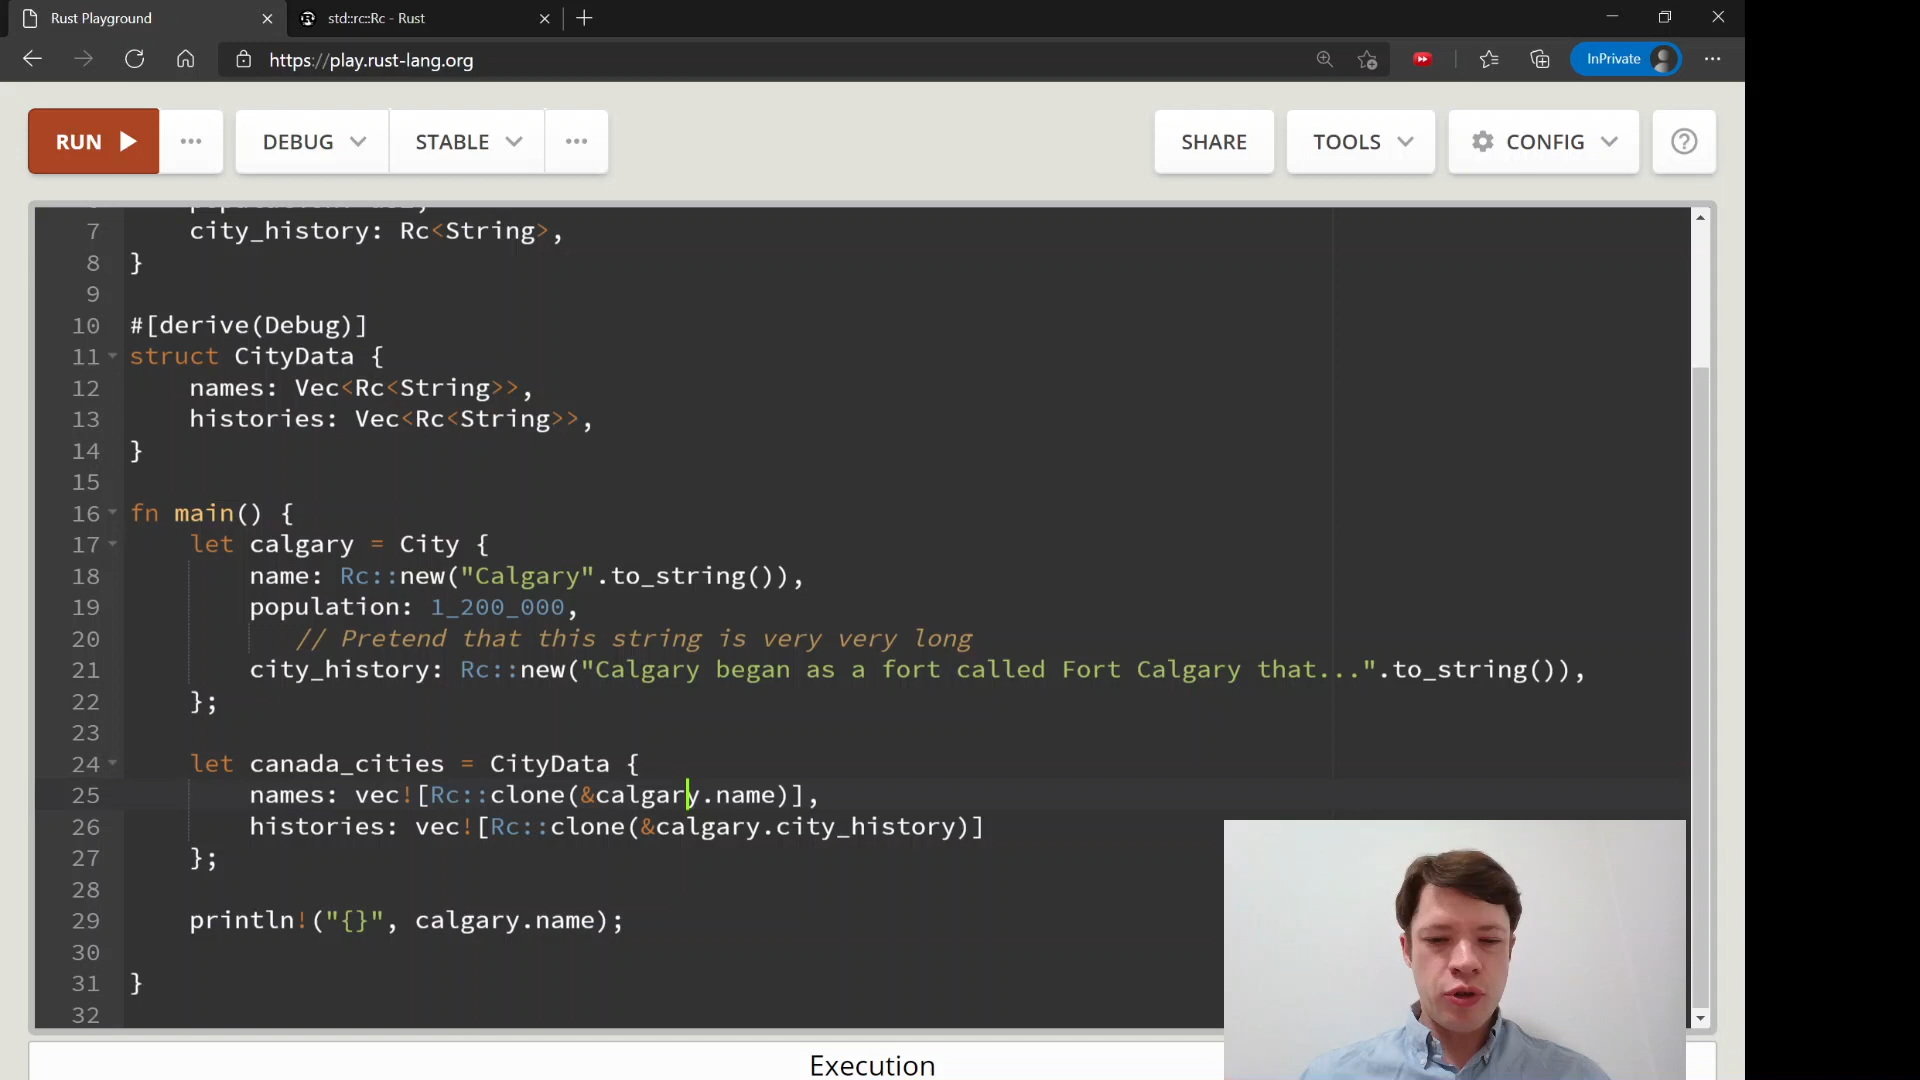 Rust Playground
std::rc::Rc - Rust
https://play.rust-lang.org
InPrivate
RUN
DEBUG
STABLE
SHARE
TOOLS
CONFIG
7 city_history: Rc<String>,
8 }
9
10 #[derive(Debug)]
11 struct CityData {
12 names: Vec<Rc<String>>,
13 histories: Vec<Rc<String>>,
14 }
15
16 fn main() {
17 let calgary = City {
18 name: Rc::new("Calgary".to_string()),
19 population: 1_200_000,
20 // Pretend that this string is very very long
21 city_history: Rc::new("Calgary began as a fort called Fort Calgary that...".to_string()),
22 };
23
24 let canada_cities = CityData {
25 names: vec![Rc::clone(&calgary.name)],
26 histories: vec![Rc::clone(&calgary.city_history)]
27 };
28
29 println!("{}", calgary.name);
30
31 }
32
Execution